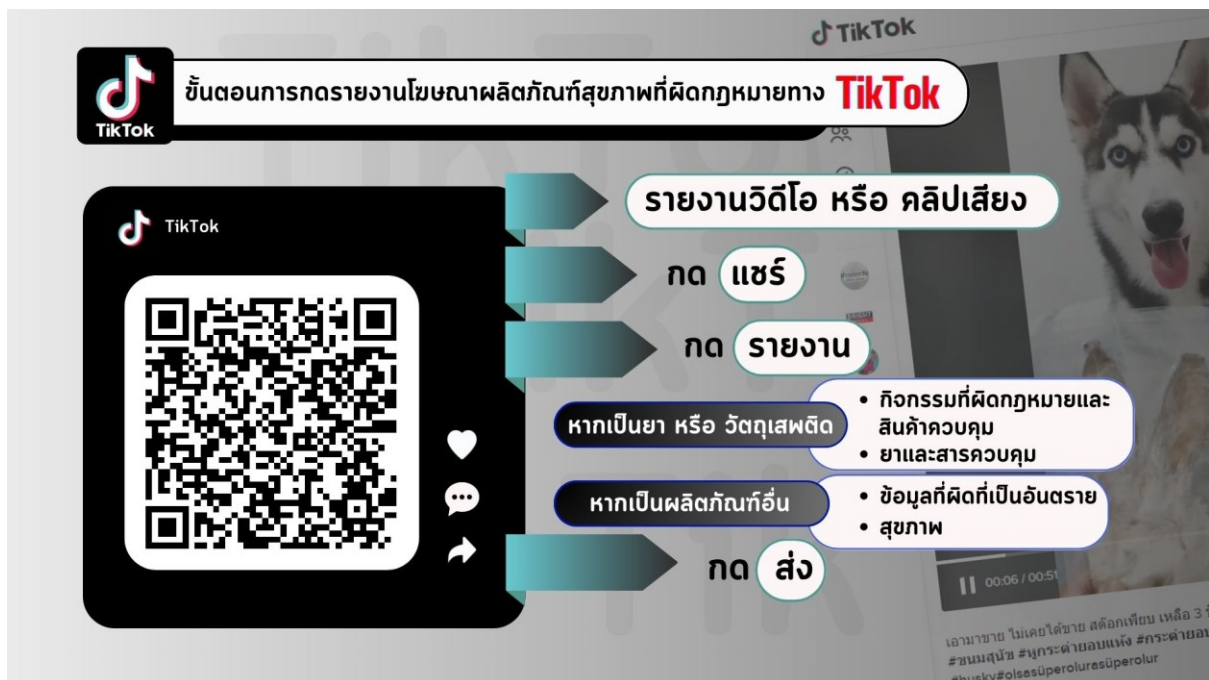 TikTok
TikTok
ขั้นตอนการกดรายงานโฆษณาผลิตภัณฑ์สุขภาพที่ผิดกฎหมายทาง TikTok
TikTok
รายงานวิดีโอ หรือ คลิปเสียง
กด แชร์
กด รายงาน
หากเป็นยา หรือ วัตถุเสพติด
• กิจกรรมที่ผิดกฎหมายและ
สินค้าควบคุม
• ยาและสารควบคุม
หากเป็นผลิตภัณฑ์อื่น
• ข้อมูลที่ผิดที่เป็นอันตราย
• สุขภาพ
กด ส่ง
00:06 / 00:51
เอามาขาย ไม่เคยได้ขาย สต๊อกเพียบ เหลือ 3
#ขนมสุนัข #หูกระต่ายอบแห้ง #กระต่ายอบ
#husky#olsasüperolurasüperolur